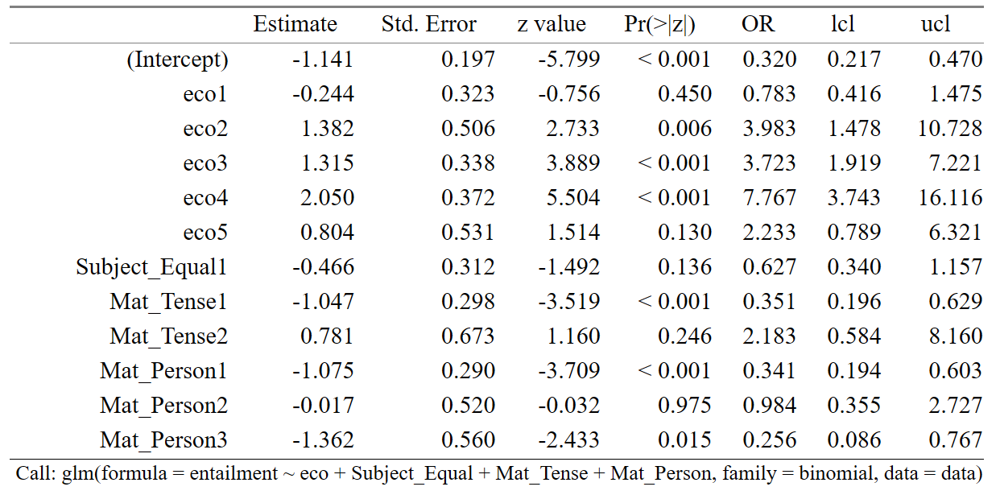 Estimate Std. Error z value Pr(>|z|) OR lcl ucl
(Intercept) -1.141 0.197 -5.799 < 0.001 0.320 0.217 0.470
eco1 -0.244 0.323 -0.756 0.450 0.783 0.416 1.475
eco2 1.382 0.506 2.733 0.006 3.983 1.478 10.728
eco3 1.315 0.338 3.889 < 0.001 3.723 1.919 7.221
eco4 2.050 0.372 5.504 < 0.001 7.767 3.743 16.116
eco5 0.804 0.531 1.514 0.130 2.233 0.789 6.321
Subject_Equal1 -0.466 0.312 -1.492 0.136 0.627 0.340 1.157
Mat_Tense1 -1.047 0.298 -3.519 < 0.001 0.351 0.196 0.629
Mat_Tense2 0.781 0.673 1.160 0.246 2.183 0.584 8.160
Mat_Person1 -1.075 0.290 -3.709 < 0.001 0.341 0.194 0.603
Mat_Person2 -0.017 0.520 -0.032 0.975 0.984 0.355 2.727
Mat_Person3 -1.362 0.560 -2.433 0.015 0.256 0.086 0.767
Call: glm(formula = entailment ~ eco + Subject_Equal + Mat_Tense + Mat_Person, family = binomial, data = data)